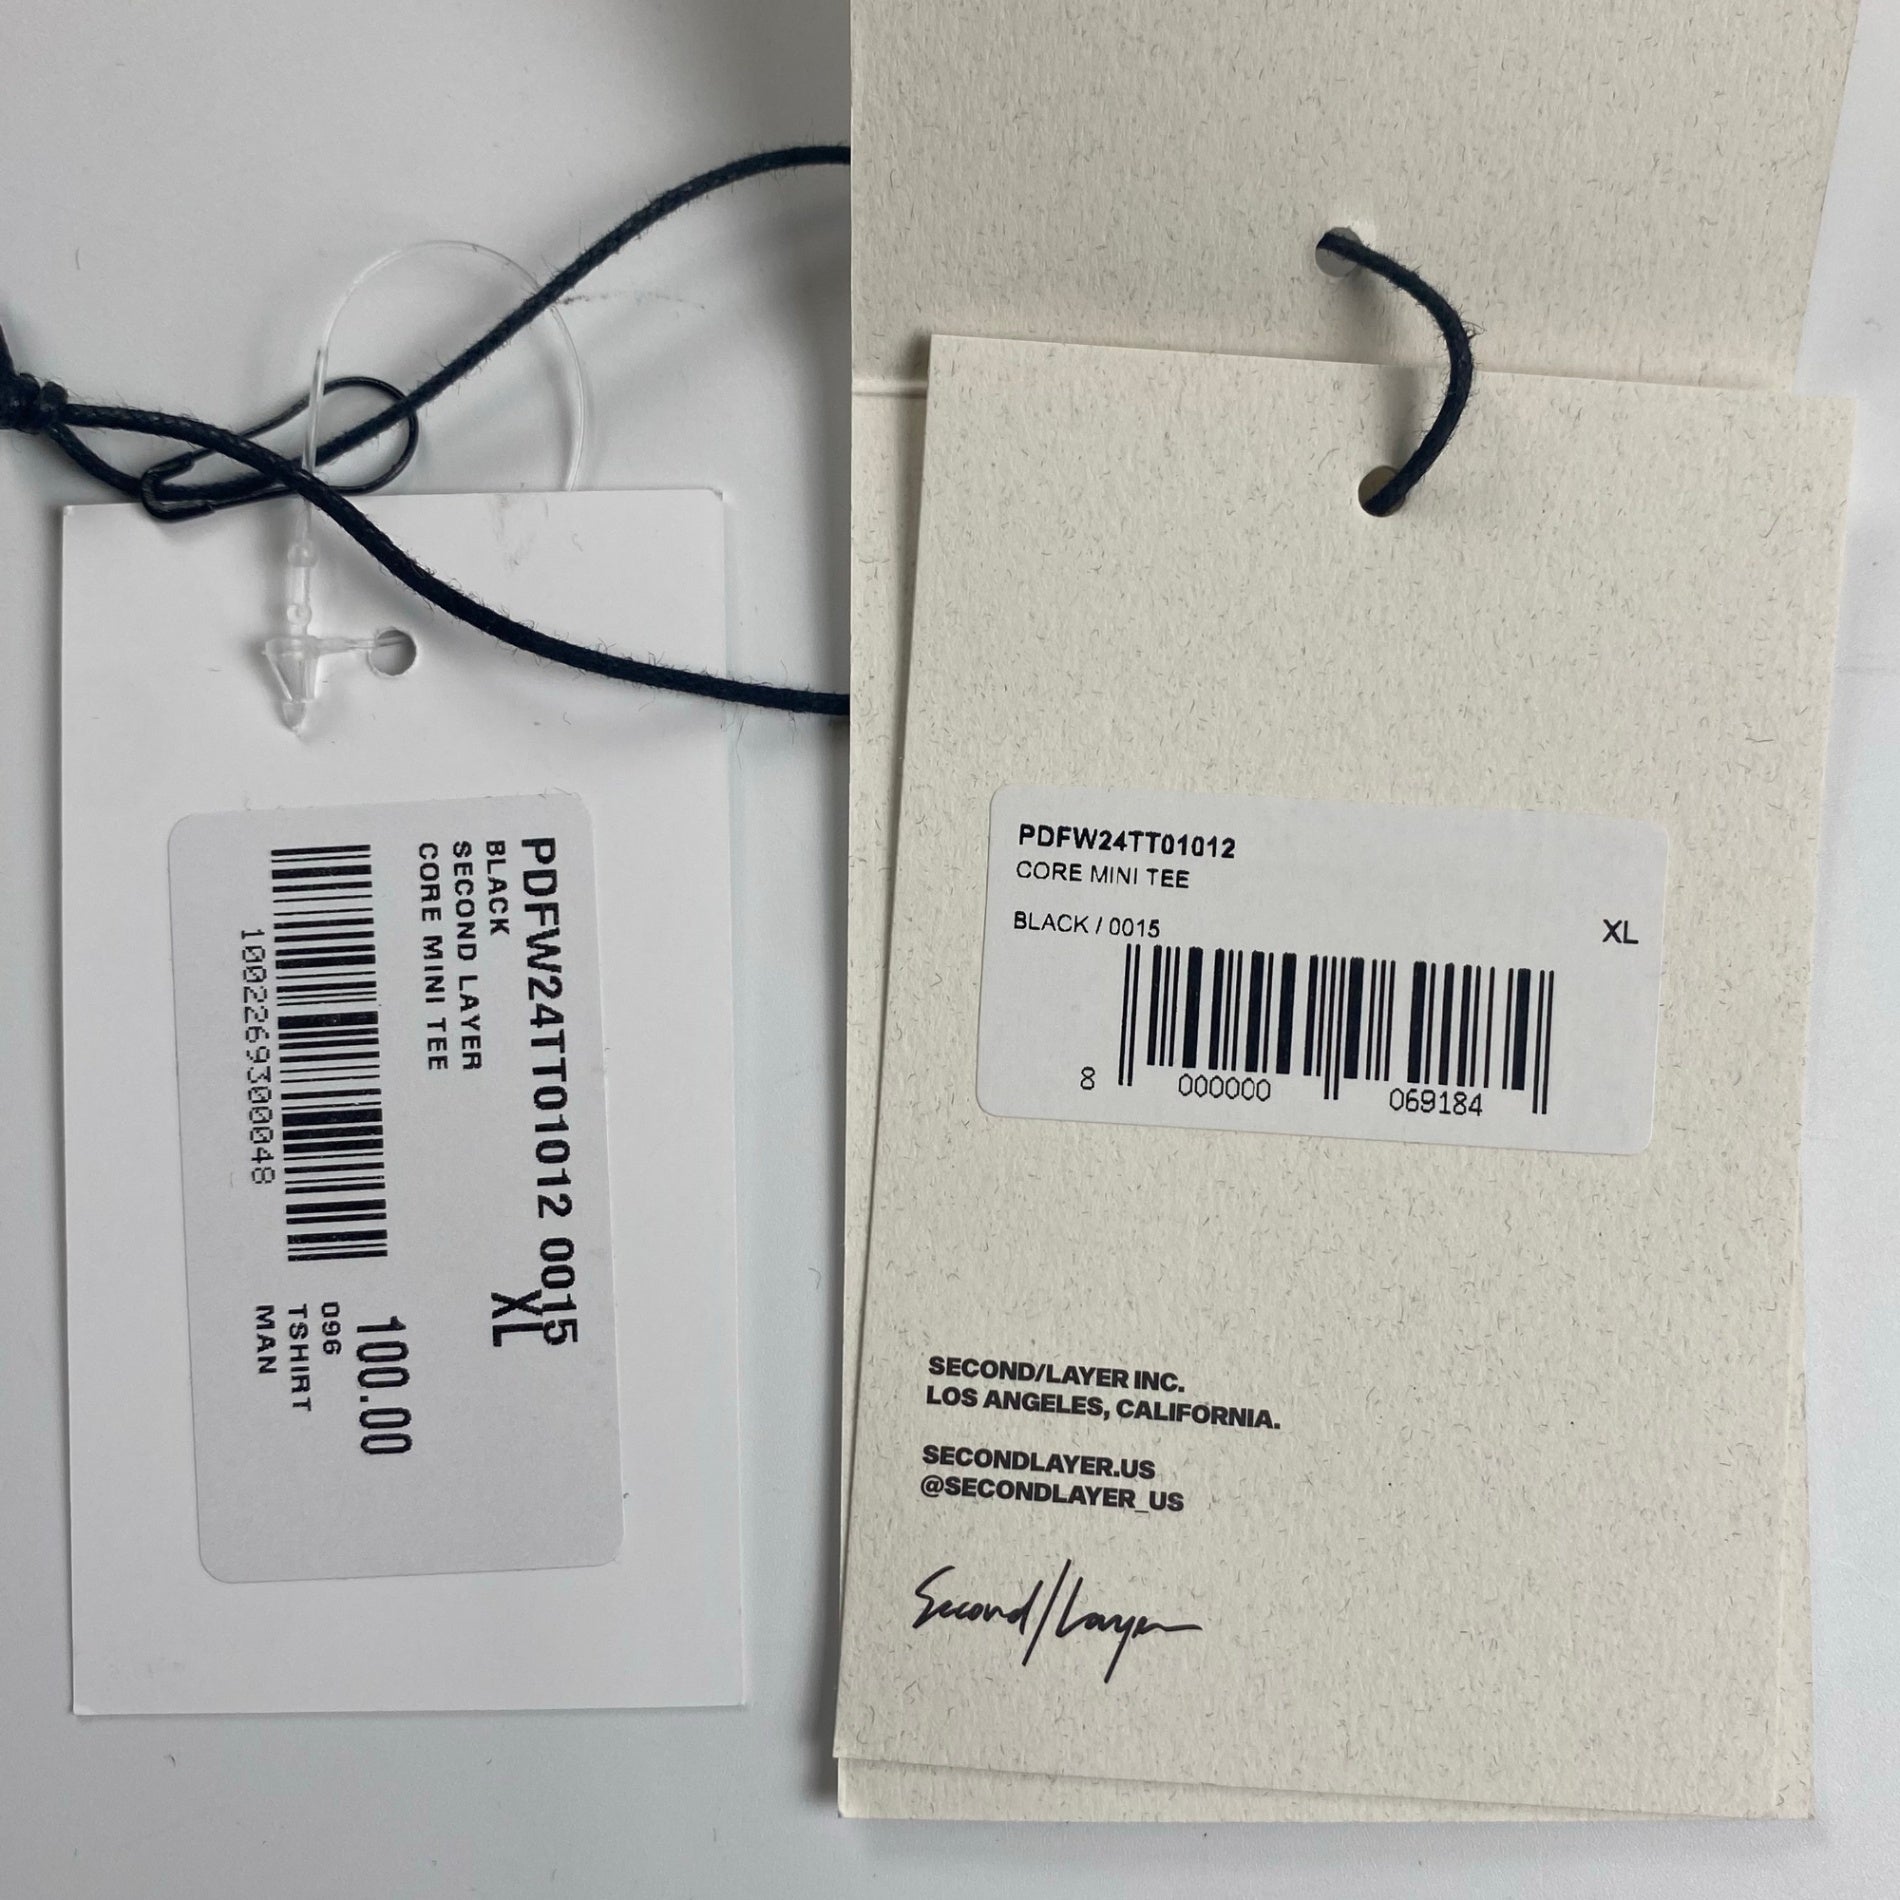 PDFW24TT01012 0015
XL
BLACK
SECOND LAYER
CORE MINI TEE
1002269300048
100.00
096
TSHIRT
MAN
PDFW24TT01012
CORE MINI TEE
BLACK / 0015
XL
8 000000 069184
SECOND/LAYER INC.
LOS ANGELES, CALIFORNIA.
SECONDLAYER.US
@SECONDLAYER_US
Second/Layer